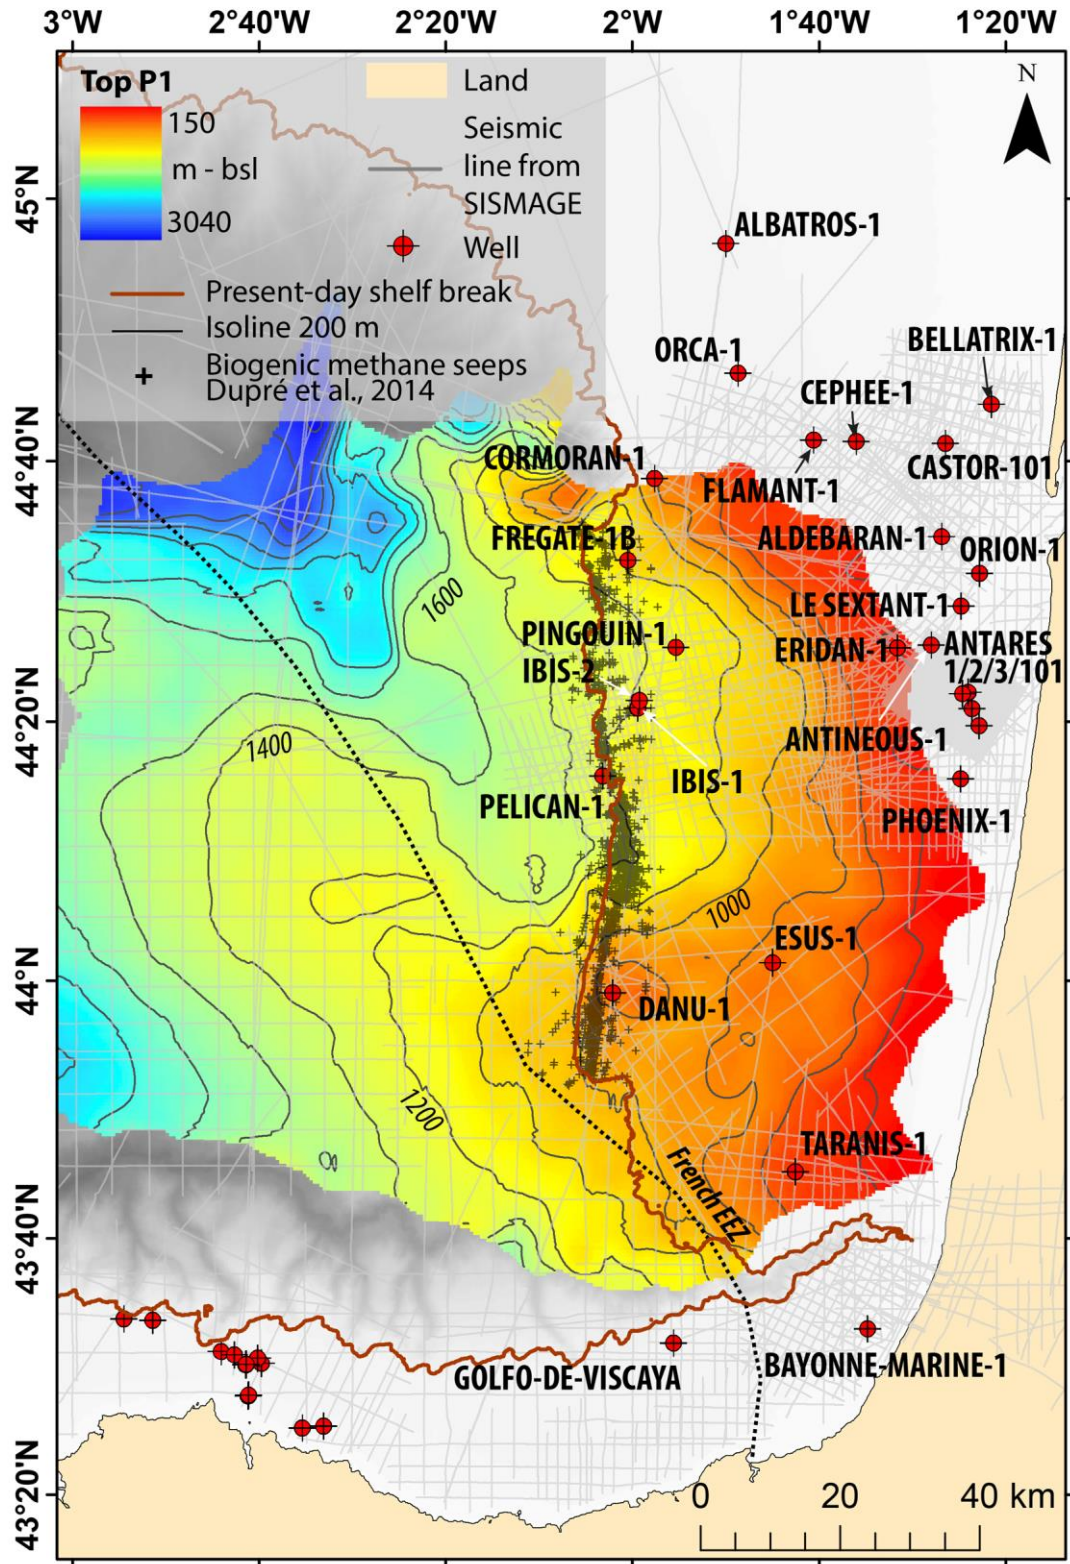 3°W 2°40'W 2°20'W 2°0'W 1°40'W 1°20'W
Top P1
150
m - bsl
3040
Land
Seismic
line from
SISMAGE
Well
Present-day shelf break
Isoline 200 m
Biogenic methane seeps
Dupré et al., 2014
N
45°N
44°40'N
44°20'N
44°N
43°40'N
43°20'N
ALBATROS-1
ORCA-1
BELLATRIX-1
CEPHEE-1
CORMORAN-1
FLAMANT-1
CASTOR-101
FREGATE-1B
ALDEBARAN-1
ORION-1
1600
LE SEXTANT-1
PINGOUIN-1
ERIDAN-1
ANTARES
1/2/3/101
IBIS-2
1400
ANTINEOUS-1
IBIS-1
PELICAN-1
PHOENIX-1
1000
ESUS-1
DANU-1
1200
TARANIS-1
French EEZ
GOLFO-DE-VISCAYA
BAYONNE-MARINE-1
0 20 40 km